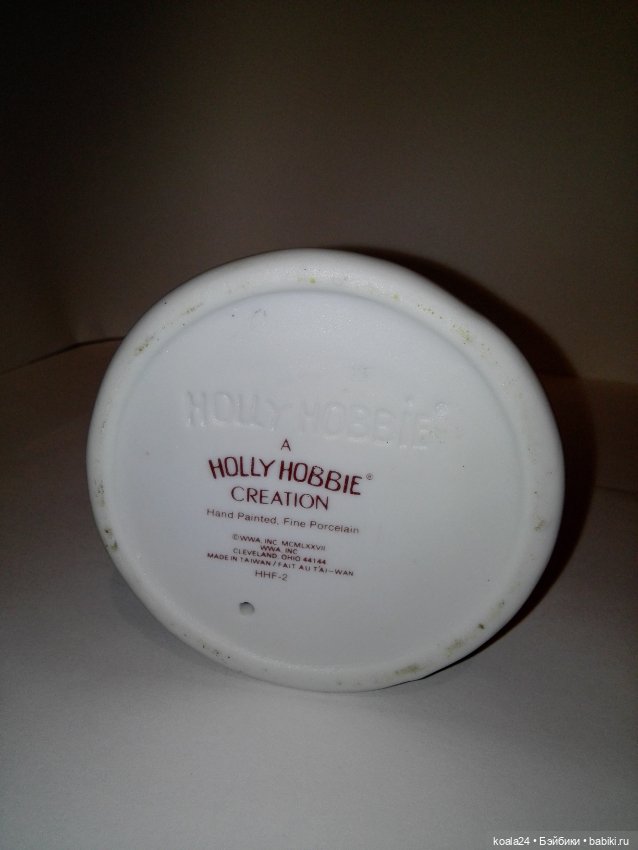 HOLLY HOBBIE®
A
HOLLY HOBBIE®
CREATION
Hand Painted, Fine Porcelain
©WWA, INC MCMLXXVII
WWA, INC
CLEVELAND, OHIO 44144
MADE IN TAIWAN / FAIT AU T'AI-WAN
HHF-2
koala24 • Бэйбики • babiki.ru